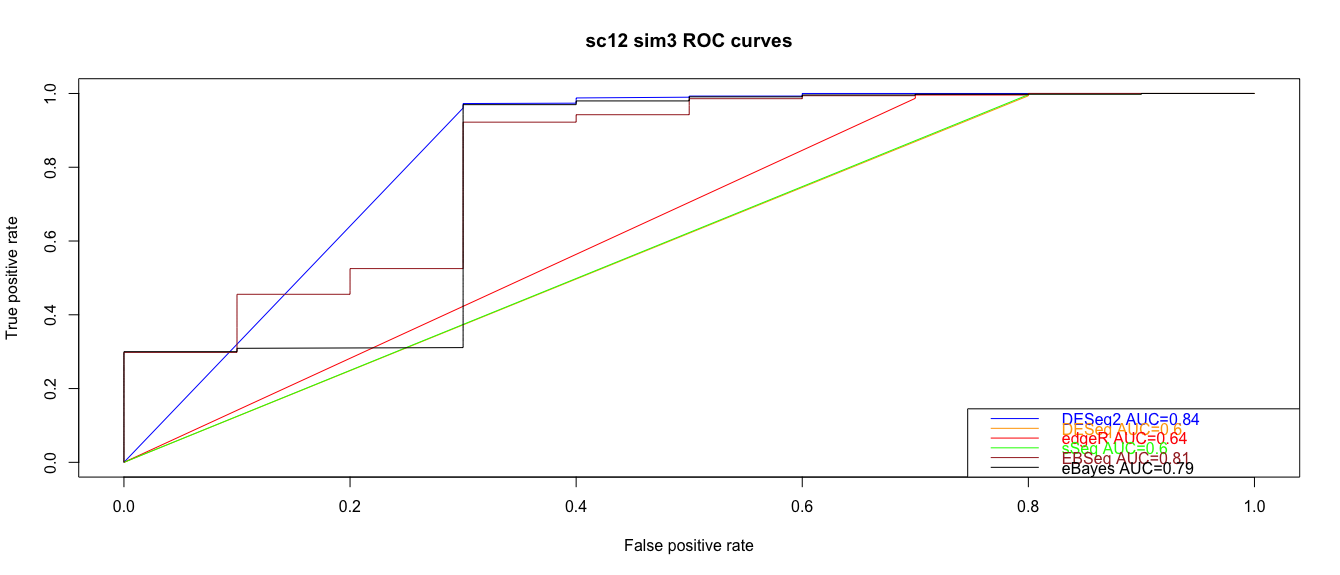 sc12 sim3 ROC curves
True positive rate
1.0
0.8
0.6
0.4
0.2
0.0
DESeq2 AUC=0.84
DESeq AUC=0.6
edgeR AUC=0.64
sSeq AUC=0.6
EBSeq AUC=0.81
eBayes AUC=0.79
0.0 0.2 0.4 0.6 0.8 1.0
False positive rate